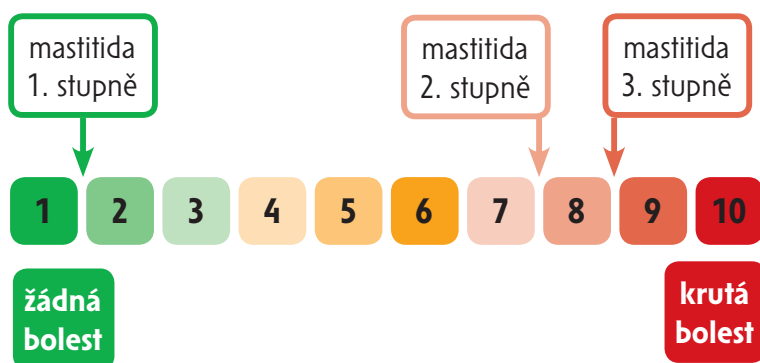 mastitida
1. stupně
mastitida
2. stupně
mastitida
3. stupně
1 2 3 4 5 6 7 8 9 10
žádná
bolest
krutá
bolest